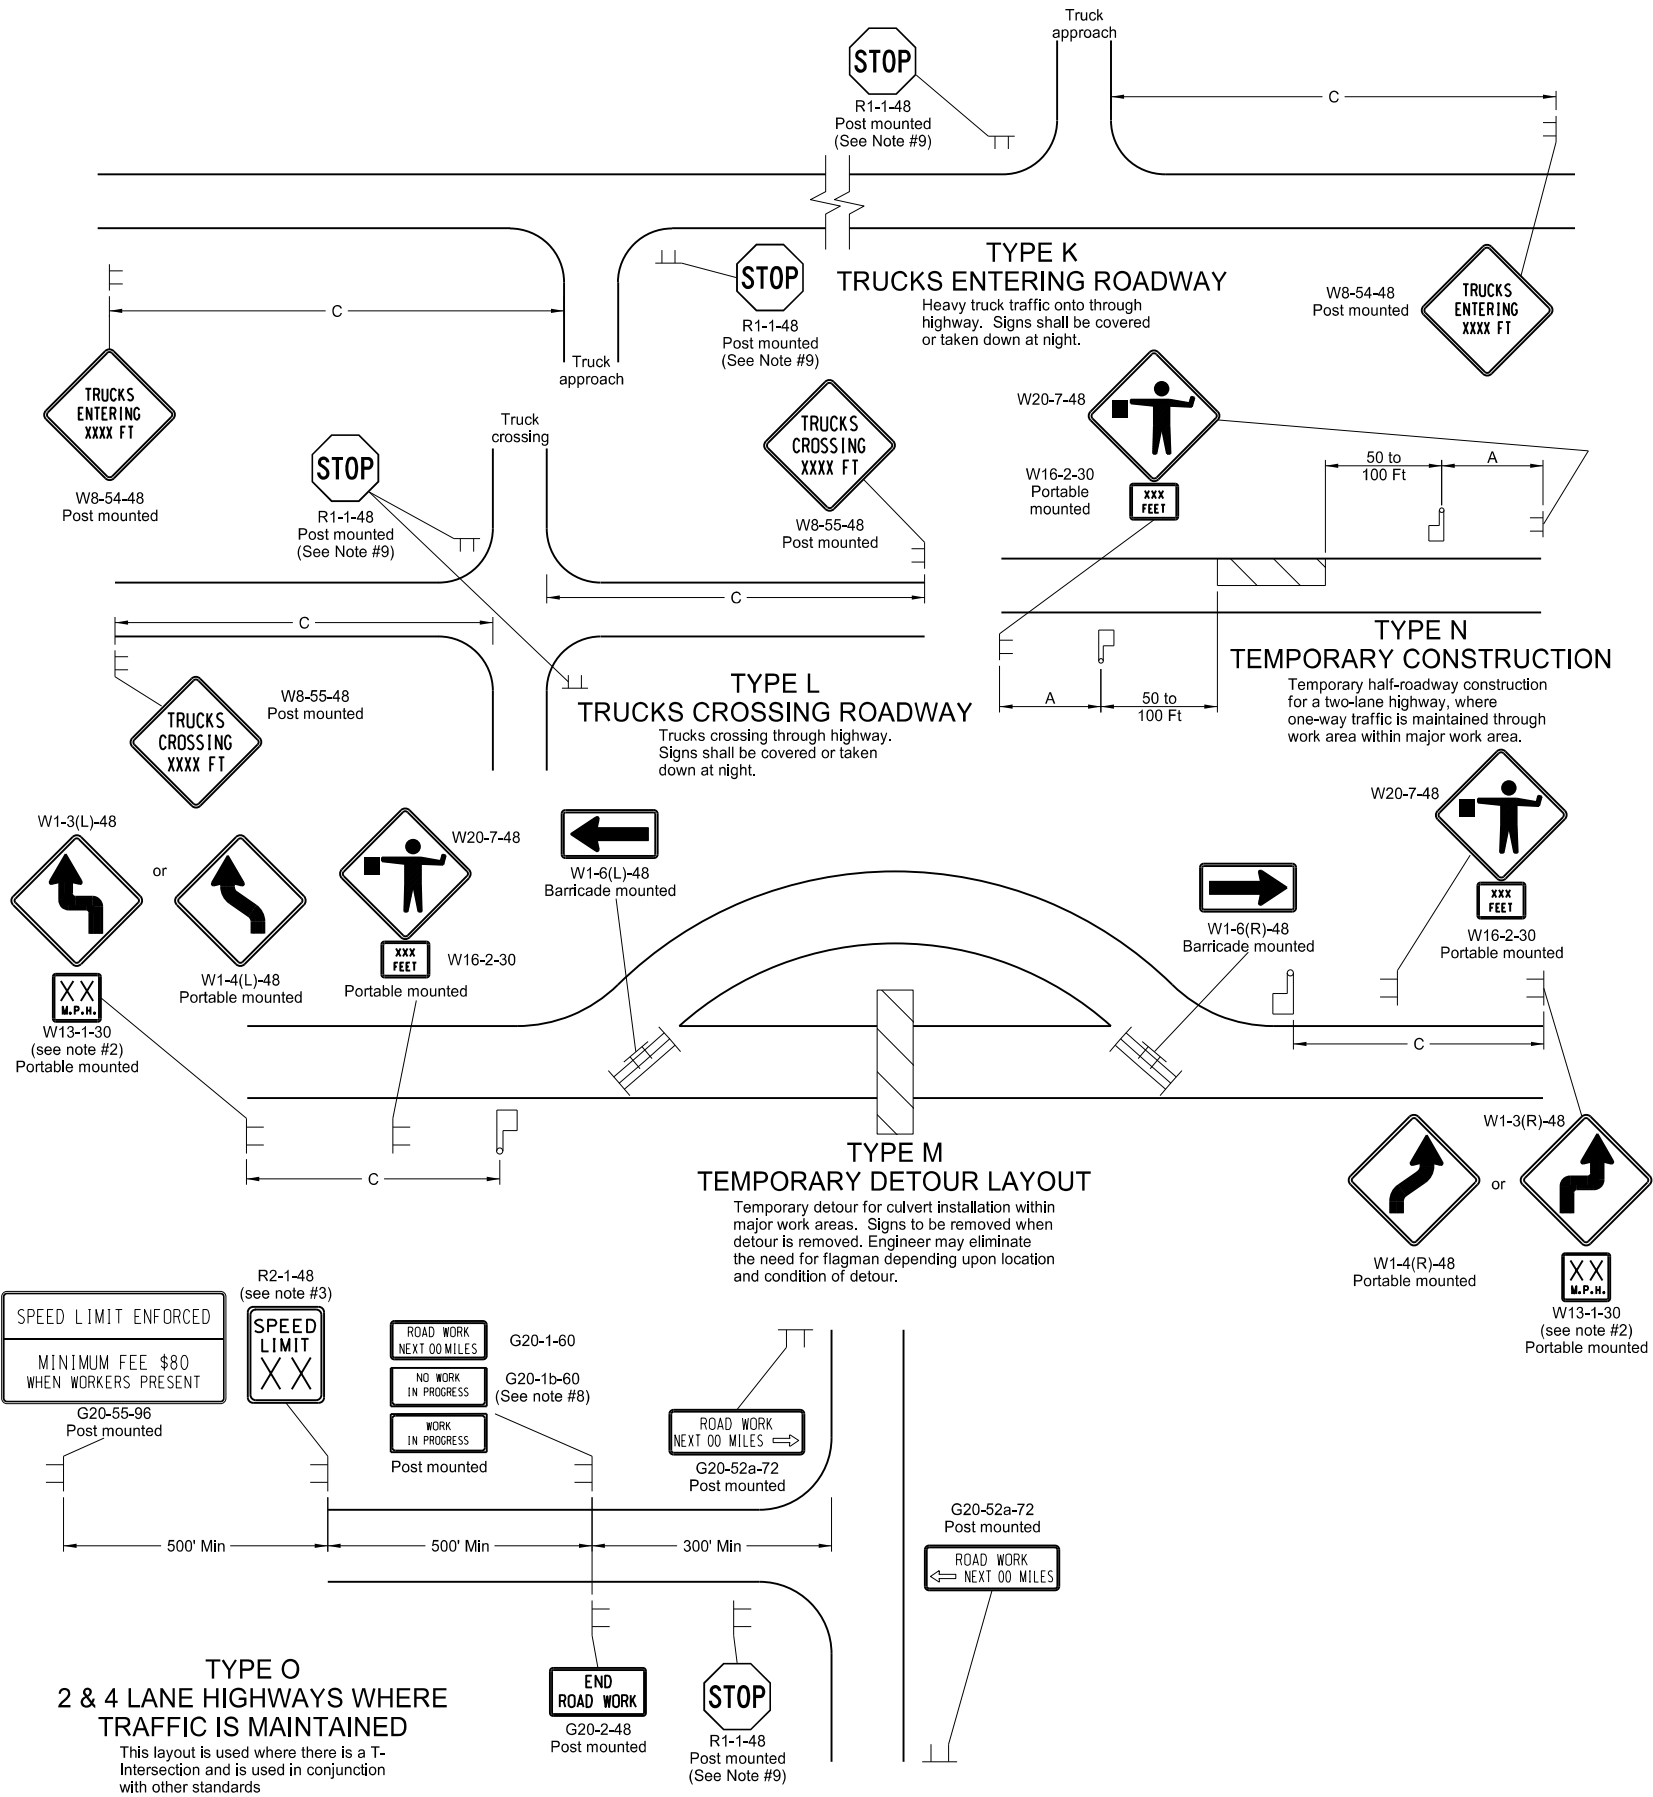 Truck
approach
STOP
R1-1-48
Post mounted
(See Note #9)
C
STOP
R1-1-48
Post mounted
(See Note #9)
TYPE K
TRUCKS ENTERING ROADWAY
Heavy truck traffic onto through
highway. Signs shall be covered
or taken down at night.
W8-54-48
Post mounted
TRUCKS
ENTERING
XXXX FT
C
Truck
approach
TRUCKS
ENTERING
XXXX FT
W8-54-48
Post mounted
Truck
crossing
STOP
R1-1-48
Post mounted
(See Note #9)
TRUCKS
CROSSING
XXXX FT
W8-55-48
Post mounted
C
C
W8-55-48
Post mounted
TRUCKS
CROSSING
XXXX FT
TYPE L
TRUCKS CROSSING ROADWAY
Trucks crossing through highway.
Signs shall be covered or taken
down at night.
W20-7-48
W16-2-30
Portable
mounted
XXX
FEET
50 to
100 Ft
A
A
50 to
100 Ft
TYPE N
TEMPORARY CONSTRUCTION
Temporary half-roadway construction
for a two-lane highway, where
one-way traffic is maintained through
work area within major work area.
W1-3(L)-48
or
W1-4(L)-48
Portable mounted
XX
M.P.H.
W13-1-30
(see note #2)
Portable mounted
W20-7-48
XXX
FEET
W16-2-30
Portable mounted
W1-6(L)-48
Barricade mounted
W1-6(R)-48
Barricade mounted
W20-7-48
XXX
FEET
W16-2-30
Portable mounted
C
C
TYPE M
TEMPORARY DETOUR LAYOUT
Temporary detour for culvert installation within
major work areas. Signs to be removed when
detour is removed. Engineer may eliminate
the need for flagman depending upon location
and condition of detour.
W1-3(R)-48
or
W1-4(R)-48
Portable mounted
XX
M.P.H.
W13-1-30
(see note #2)
Portable mounted
SPEED LIMIT ENFORCED
MINIMUM FEE $80
WHEN WORKERS PRESENT
G20-55-96
Post mounted
R2-1-48
(see note #3)
SPEED
LIMIT
XX
ROAD WORK
NEXT 00 MILES
G20-1-60
NO WORK
IN PROGRESS
G20-1b-60
(See note #8)
WORK
IN PROGRESS
Post mounted
ROAD WORK
NEXT 00 MILES
G20-52a-72
Post mounted
500' Min
500' Min
300' Min
G20-52a-72
Post mounted
ROAD WORK
NEXT 00 MILES
END
ROAD WORK
G20-2-48
Post mounted
STOP
R1-1-48
Post mounted
(See Note #9)
TYPE O
2 & 4 LANE HIGHWAYS WHERE
TRAFFIC IS MAINTAINED
This layout is used where there is a T-
Intersection and is used in conjunction
with other standards